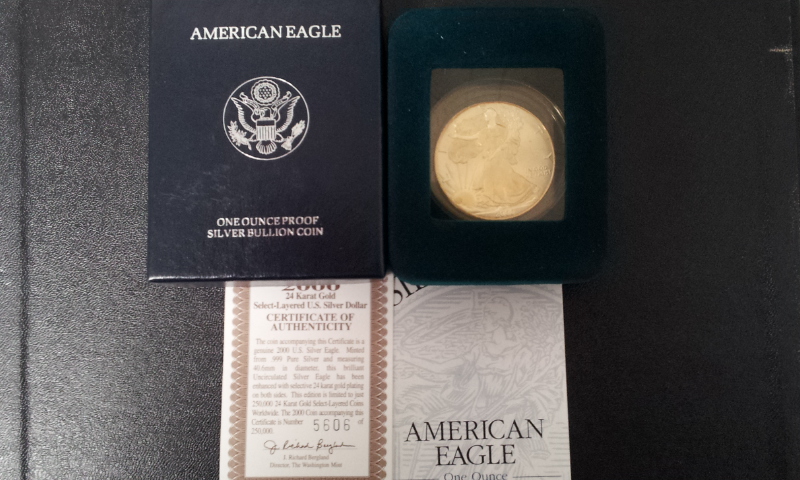 AMERICAN EAGLE
ONE OUNCE PROOF
SILVER BULLION COIN
2000
24 Karat Gold
Select-Layered U.S. Silver Dollar
CERTIFICATE OF
AUTHENTICITY
The coin accompanying this Certificate is a
genuine 2000 U.S. Silver Eagle. Minted
from .999 Pure Silver and measuring
40.6mm in diameter, this brilliant
Uncirculated Silver Eagle has been
enhanced with selective 24 karat gold plating
on both sides. This edition is limited to just
250,000 24 Karat Gold Select-Layered Coins
Worldwide. The 2000 Coin accompanying this
Certificate is Number 5606 of
250,000.
J. Richard Bergland
J. Richard Bergland
Director, The Washington Mint
AMERICAN
EAGLE
One Ounce